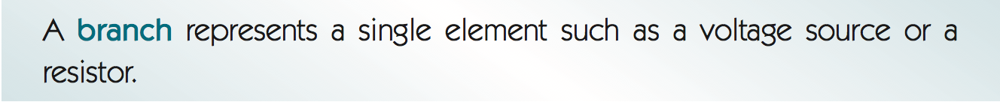 A branch represents a single element such as a voltage source or a
resistor.